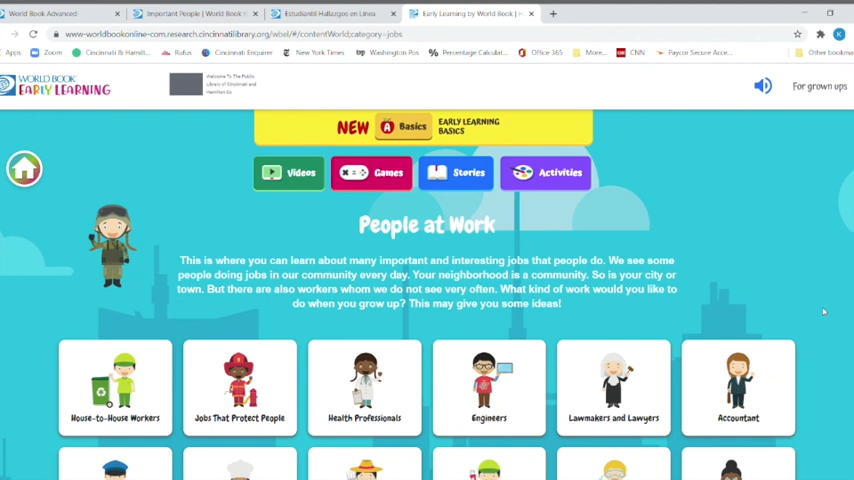 World Book Advanced
Important People | World Book
Estudiantil Hallazgos en Línea
Early Learning by World Book |
www-worldbookonline-com.research.cincinnatilibrary.org/wbel/#/contentWorld;category=jobs
Apps Zoom Cincinnati & Hamilt... Rufus Cincinnati Enquirer New York Times Washington Pos Percentage Calculat... Office 365 More... CNN Paycor Secure Acce... Other bookma
WORLD BOOK
EARLY LEARNING
Welcome To The Public
Library of Cincinnati and
Hamilton Co
For grown ups
NEW A Basics EARLY LEARNING
BASICS
Videos Games Stories Activities
People at Work
This is where you can learn about many important and interesting jobs that people do. We see some
people doing jobs in our community every day. Your neighborhood is a community. So is your city or
town. But there are also workers whom we do not see very often. What kind of work would you like to
do when you grow up? This may give you some ideas!
House-to-House Workers Jobs That Protect People Health Professionals Engineers Lawmakers and Lawyers Accountant